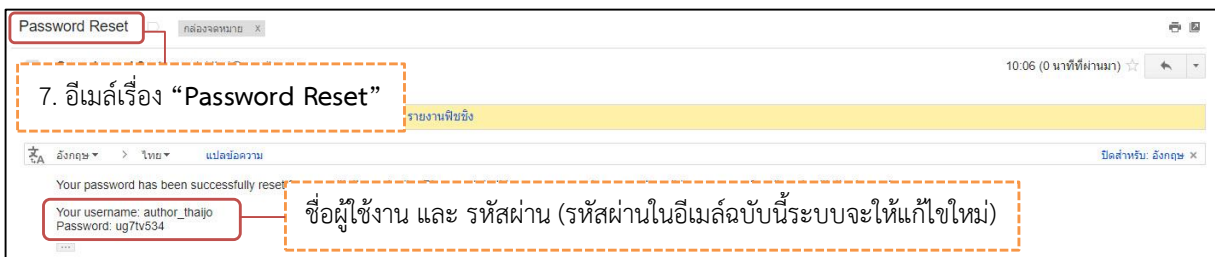 Password Reset
กล่องจดหมาย x
10:06 (0 นาทีที่ผ่านมา)
7. อีเมล์เรื่อง “Password Reset”
รายงานฟิชชิง
อังกฤษ > ไทย แปลข้อความ ปิดสำหรับ: อังกฤษ ×
Your password has been successfully reset
Your username: author_thaijo
Password: ug7tv534
ชื่อผู้ใช้งาน และ รหัสผ่าน (รหัสผ่านในอีเมล์ฉบับนี้ระบบจะให้แก้ไขใหม่)